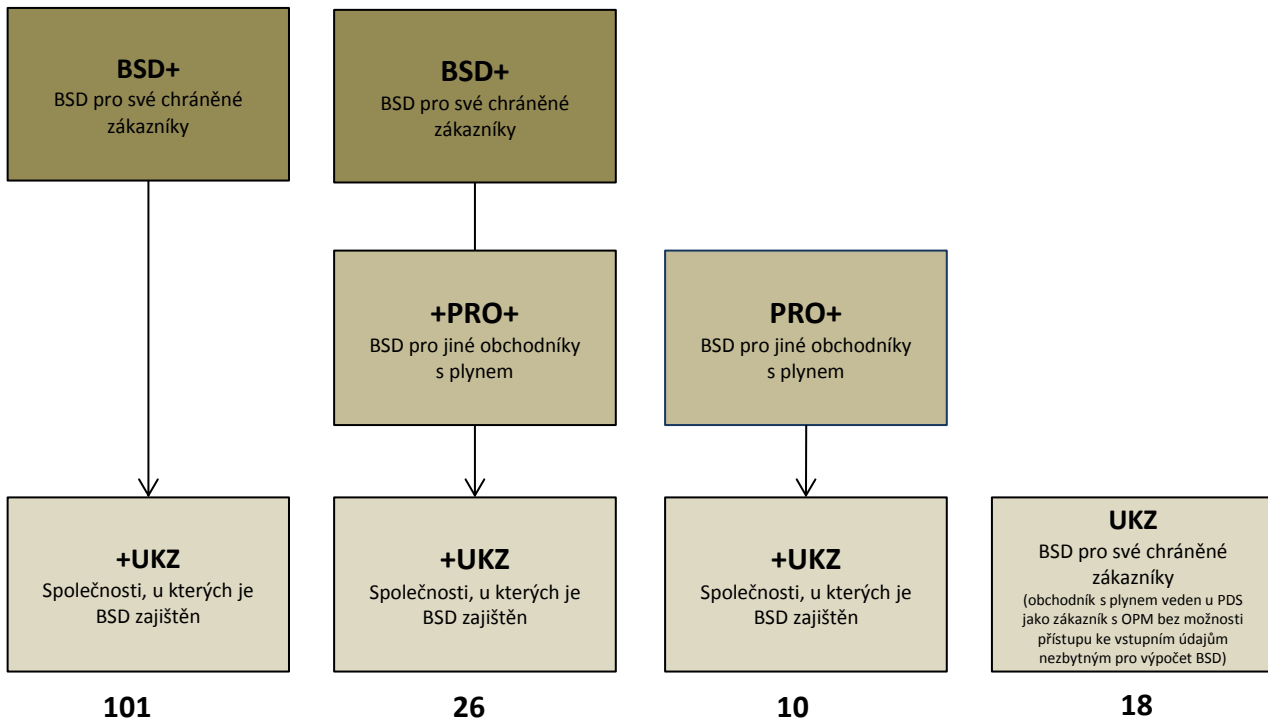 BSD+
BSD pro své chráněné
zákazníky
BSD+
BSD pro své chráněné
zákazníky
+PRO+
BSD pro jiné obchodníky
s plynem
PRO+
BSD pro jiné obchodníky
s plynem
+UKZ
Společnosti, u kterých je
BSD zajištěn
+UKZ
Společnosti, u kterých je
BSD zajištěn
+UKZ
Společnosti, u kterých je
BSD zajištěn
UKZ
BSD pro své chráněné
zákazníky
(obchodník s plynem veden u PDS
jako zákazník s OPM bez možnosti
přístupu ke vstupním údajům
nezbytným pro výpočet BSD)
101
26
10
18